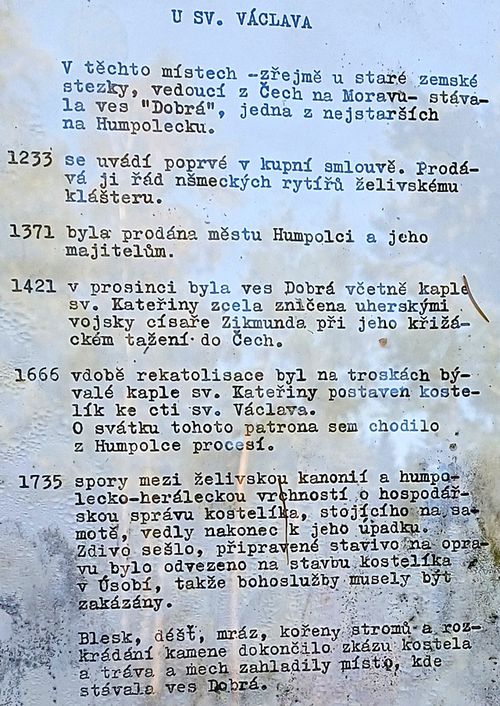 U SV. VÁCLAVA
V těchto místech -zřejmě u staré zemské
stezky, vedoucí z Čech na Moravu- stáva-
la ves "Dobrá", jedna z nejstarších
na Humpolecku.
1233 se uvádí poprvé v kupní smlouvě. Prodá-
vá ji řád německých rytířů želivskému
klášteru.
1371 byla prodána městu Humpolci a jeho
majitelům.
1421 v prosinci byla ves Dobrá včetně kaple
sv. Kateřiny zcela zničena uherskými
vojsky císaře Zikmunda při jeho křižá-
ckém tažení do Čech.
1666 vdobě rekatolisace byl na troskách bý-
valé kaple sv. Kateřiny postaven koste-
lík ke cti sv. Václava.
O svátku tohoto patrona sem chodilo
z Humpolce procesí.
1735 spory mezi želivskou kanonií a humpo-
lecko-heráleckou vrchností o hospodář-
skou správu kostelíka, stojícího na sa-
motě, vedly nakonec k jeho úpadku.
Zdivo sešlo, připravené stavivo na opra-
vu bylo odvezeno na stavbu kostelíka
v Úsobí, takže bohoslužby musely být
zakázány.
Blesk, déšť, mráz, kořeny stromů a roz-
krádání kamene dokončilo zkázu kostela
a tráva a mech zahladily místo, kde
stávala ves Dobrá.